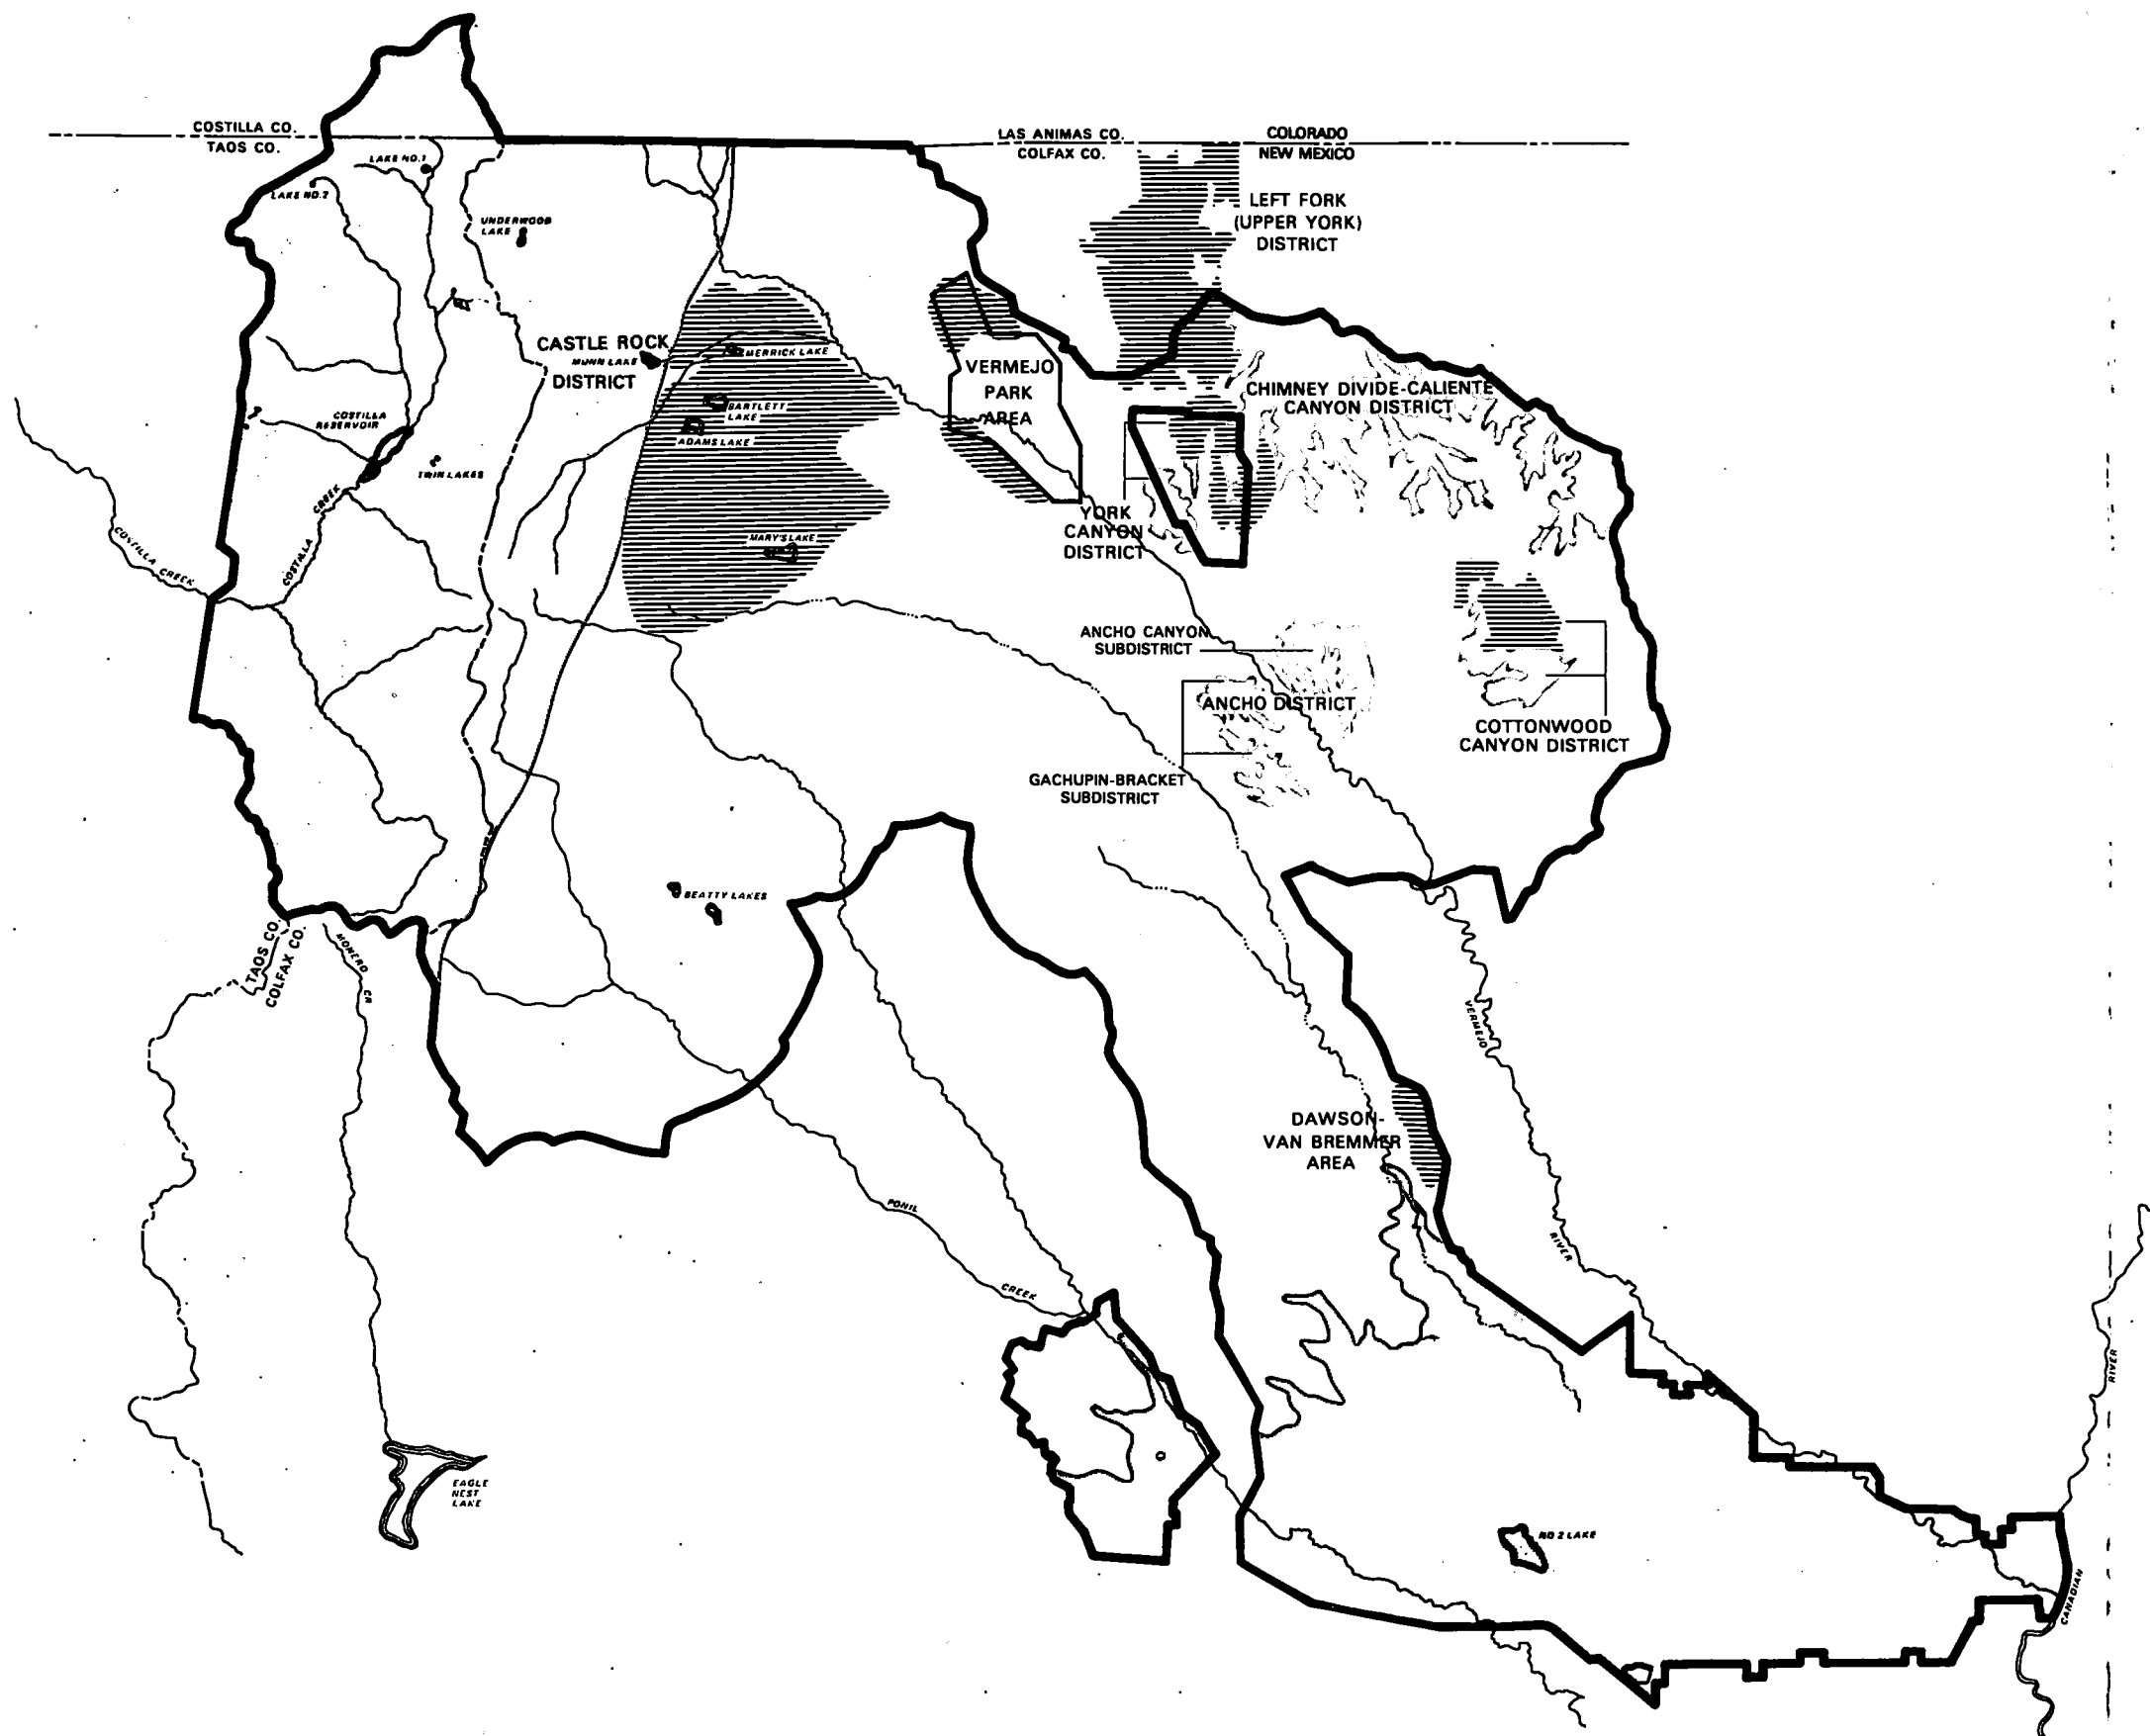 COSTILLA CO.
TAOS CO.
LAS ANIMAS CO.
COLFAX CO.
COLORADO
NEW MEXICO
LAKE NO.1
LAKE NO.2
UNDERWOOD
LAKE
LEFT FORK
(UPPER YORK)
DISTRICT
CASTLE ROCK
MUNN LAKE
DISTRICT
MERRICK LAKE
BARTLETT
LAKE
ADAMS LAKE
VERMEJO
PARK
AREA
CHIMNEY DIVIDE-CALIENTE
CANYON DISTRICT
COSTILLA
RESERVOIR
TWIN LAKES
COSTILLA CREEK
COSTILLA
CREEK
MARY'S LAKE
YORK
CANYON
DISTRICT
ANCHO CANYON
SUBDISTRICT
ANCHO DISTRICT
COTTONWOOD
CANYON DISTRICT
GACHUPIN-BRACKET
SUBDISTRICT
BEATTY LAKES
TAOS CO.
COLFAX CO.
MORENO CR
VERMEJO
RIVER
DAWSON-
VAN BREMMER
AREA
PONIL
CREEK
EAGLE
NEST
LAKE
NO 2 LAKE
CANADIAN
RIVER